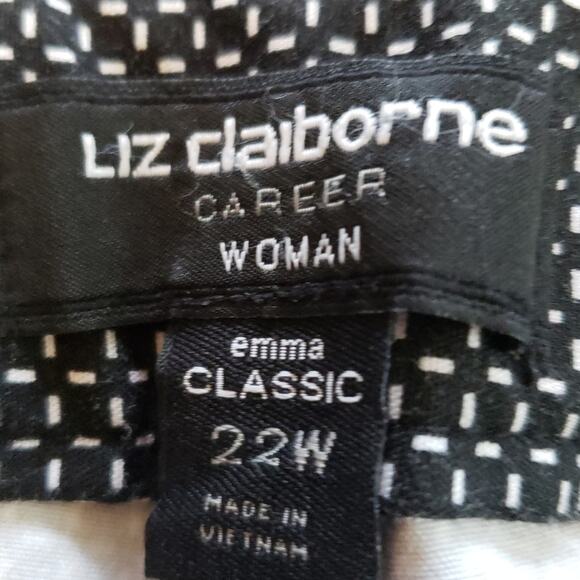 Liz claiborne
CAREER
WOMAN
emma
CLASSIC
22W
MADE IN
VIETNAM